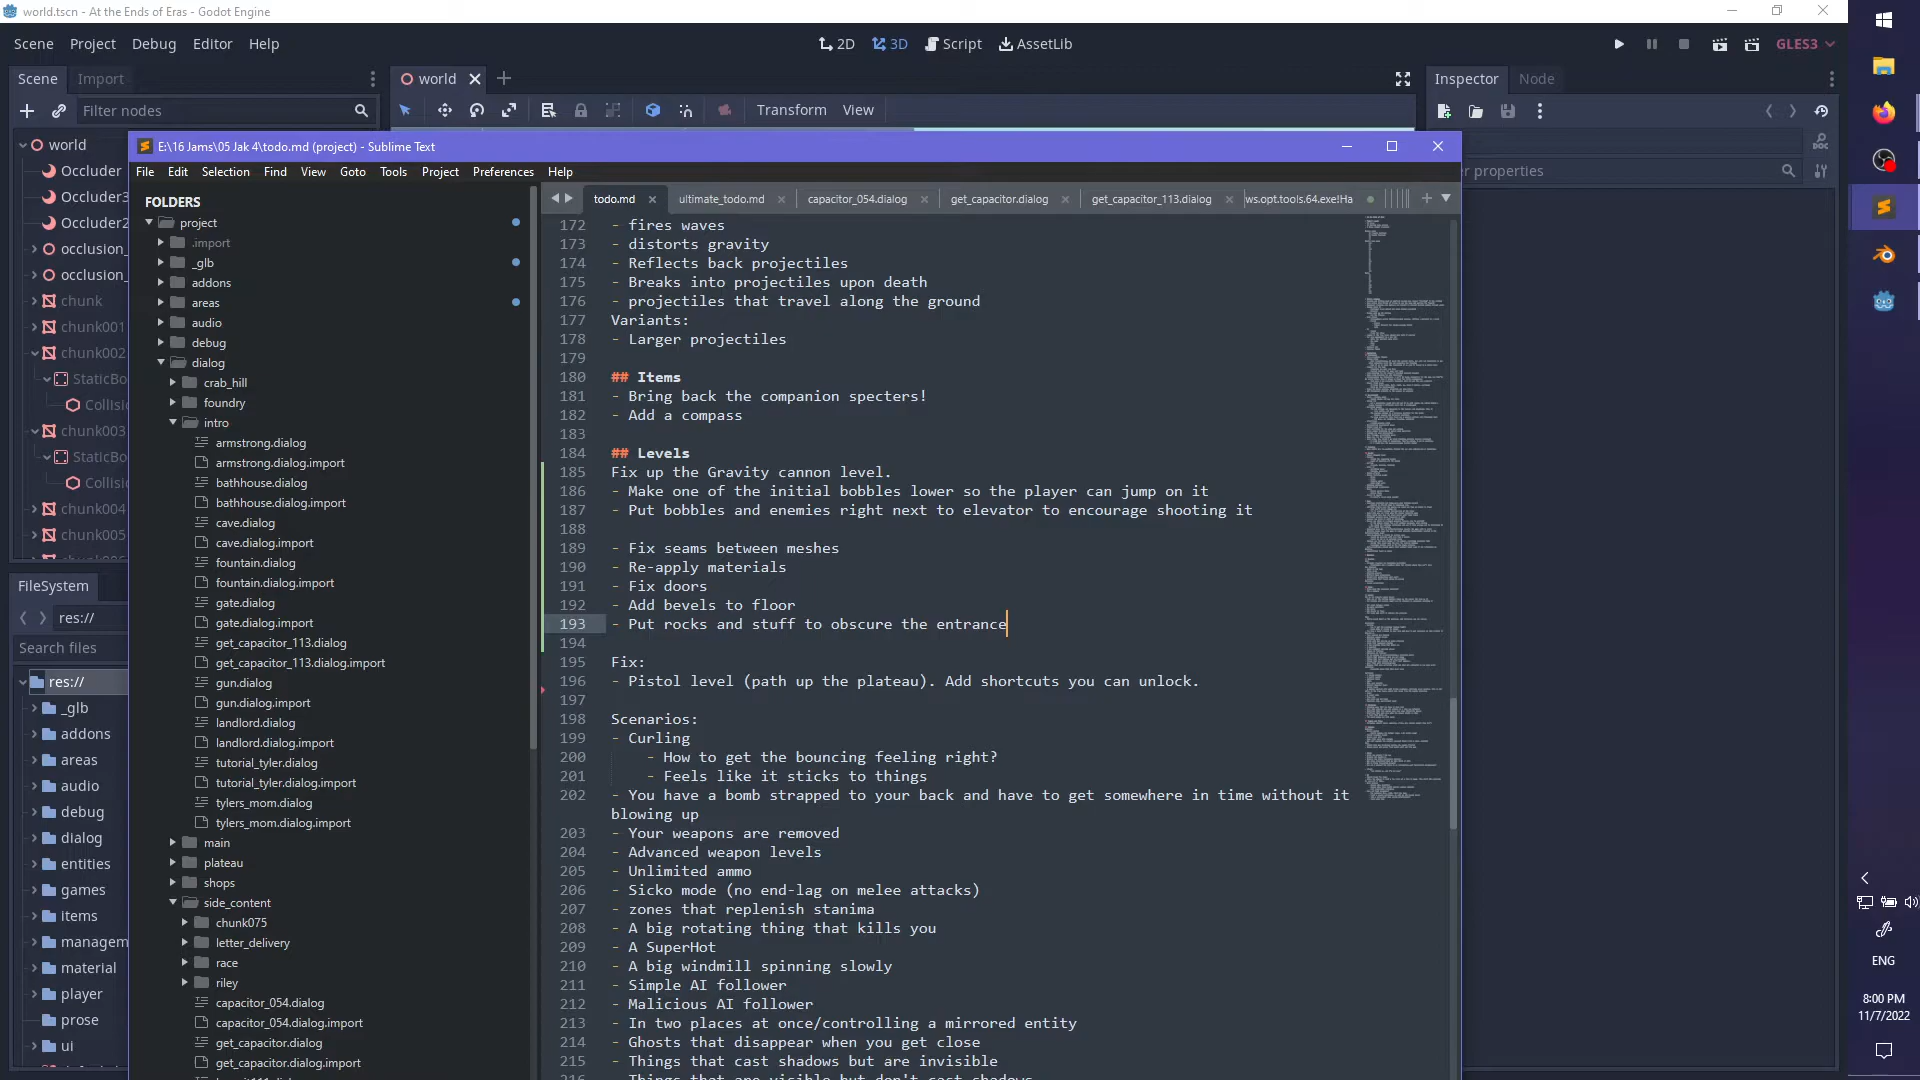 world.tscn - At the Ends of Eras - Godot Engine
Scene Project Debug Editor Help
2D 3D Script AssetLib
GLES3
Scene Import
world
Inspector Node
Filter nodes
Transform View
world
Occluder
Occluder3
Occluder2
occlusion_
occlusion_
chunk
chunk001
chunk002
StaticBo
Collisio
chunk003
StaticBo
Collisio
chunk004
chunk005
FileSystem
res://
Search files
res://
_glb
addons
areas
audio
debug
dialog
entities
games
items
managem
material
player
prose
ui
E:\16 Jams\05 Jak 4\todo.md (project) - Sublime Text
File Edit Selection Find View Goto Tools Project Preferences Help
FOLDERS
project
.import
_glb
addons
areas
audio
debug
dialog
crab_hill
foundry
intro
armstrong.dialog
armstrong.dialog.import
bathhouse.dialog
bathhouse.dialog.import
cave.dialog
cave.dialog.import
fountain.dialog
fountain.dialog.import
gate.dialog
gate.dialog.import
get_capacitor_113.dialog
get_capacitor_113.dialog.import
gun.dialog
gun.dialog.import
landlord.dialog
landlord.dialog.import
tutorial_tyler.dialog
tutorial_tyler.dialog.import
tylers_mom.dialog
tylers_mom.dialog.import
main
plateau
shops
side_content
chunk075
letter_delivery
race
riley
capacitor_054.dialog
capacitor_054.dialog.import
get_capacitor.dialog
get_capacitor.dialog.import
todo.md ultimate_todo.md capacitor_054.dialog get_capacitor.dialog get_capacitor_113.dialog ws.opt.tools.64.exe!Ha
172 - fires waves
173 - distorts gravity
174 - Reflects back projectiles
175 - Breaks into projectiles upon death
176 - projectiles that travel along the ground
177 Variants:
178 - Larger projectiles
179
180 ## Items
181 - Bring back the companion specters!
182 - Add a compass
183
184 ## Levels
185 Fix up the Gravity cannon level.
186 - Make one of the initial bobbles lower so the player can jump on it
187 - Put bobbles and enemies right next to elevator to encourage shooting it
188
189 - Fix seams between meshes
190 - Re-apply materials
191 - Fix doors
192 - Add bevels to floor
193 - Put rocks and stuff to obscure the entrance
194
195 Fix:
196 - Pistol level (path up the plateau). Add shortcuts you can unlock.
197
198 Scenarios:
199 - Curling
200 - How to get the bouncing feeling right?
201 - Feels like it sticks to things
202 - You have a bomb strapped to your back and have to get somewhere in time without it
blowing up
203 - Your weapons are removed
204 - Advanced weapon levels
205 - Unlimited ammo
206 - Sicko mode (no end-lag on melee attacks)
207 - zones that replenish stanima
208 - A big rotating thing that kills you
209 - A SuperHot
210 - A big windmill spinning slowly
211 - Simple AI follower
212 - Malicious AI follower
213 - In two places at once/controlling a mirrored entity
214 - Ghosts that disappear when you get close
215 - Things that cast shadows but are invisible
r properties
DOC
ENG
8:00 PM
11/7/2022